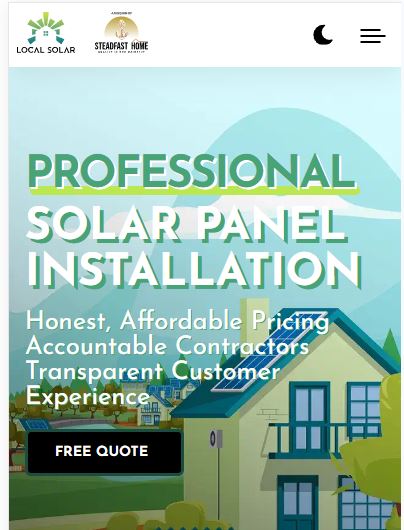 LOCAL SOLAR
STEADFAST HOME
PROFESSIONAL
SOLAR PANEL
INSTALLATION
Honest, Affordable Pricing
Accountable Contractors
Transparent Customer
Experience
FREE QUOTE